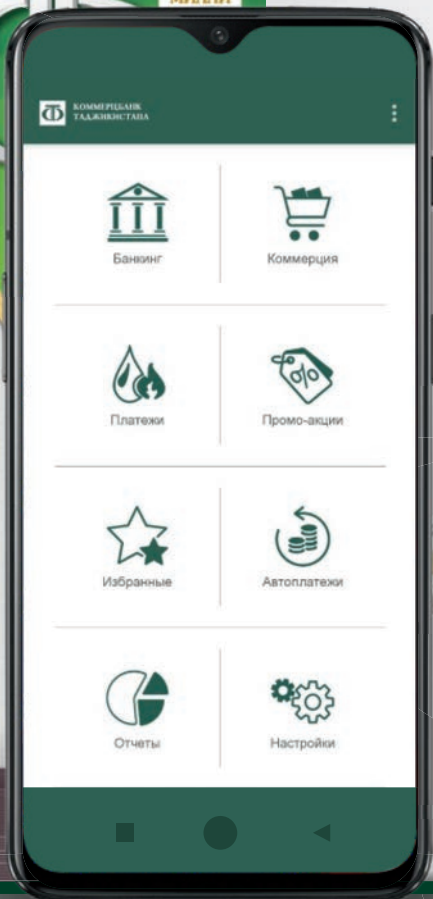 КОММЕРЦБАНК
ТАДЖИКИСТАНА
Банкинг
Коммерция
Платежи
Промо-акции
Избранные
Автоплатежи
Отчеты
Настройки